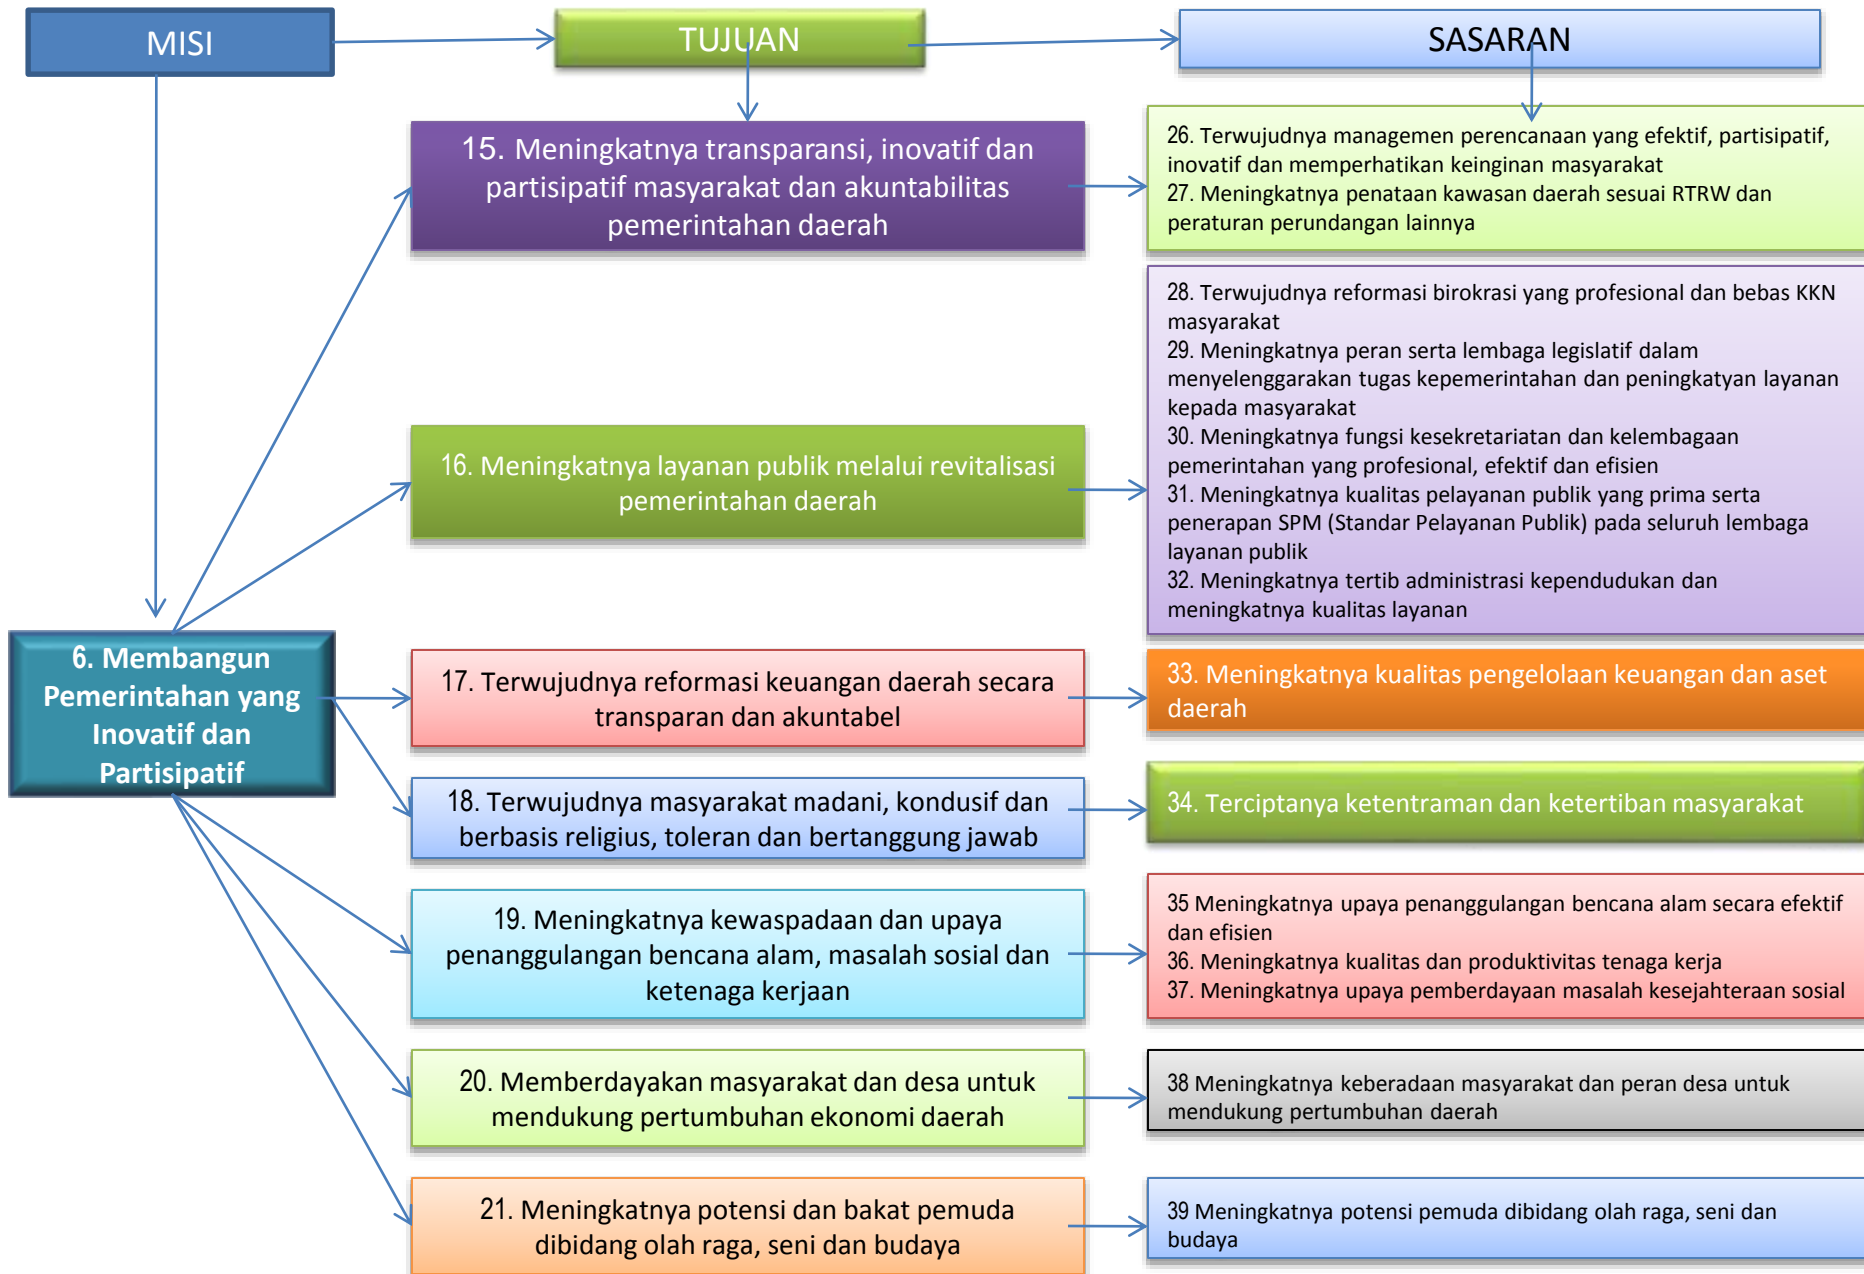 MISI
TUJUAN
SASARAN
15. Meningkatnya transparansi, inovatif dan
partisipatif masyarakat dan akuntabilitas
pemerintahan daerah
26. Terwujudnya managemen perencanaan yang efektif, partisipatif,
inovatif dan memperhatikan keinginan masyarakat
27. Meningkatnya penataan kawasan daerah sesuai RTRW dan
peraturan perundangan lainnya
16. Meningkatnya layanan publik melalui revitalisasi
pemerintahan daerah
28. Terwujudnya reformasi birokrasi yang profesional dan bebas KKN
masyarakat
29. Meningkatnya peran serta lembaga legislatif dalam
menyelenggarakan tugas kepemerintahan dan peningkatyan layanan
kepada masyarakat
30. Meningkatnya fungsi kesekretariatan dan kelembagaan
pemerintahan yang profesional, efektif dan efisien
31. Meningkatnya kualitas pelayanan publik yang prima serta
penerapan SPM (Standar Pelayanan Publik) pada seluruh lembaga
layanan publik
32. Meningkatnya tertib administrasi kependudukan dan
meningkatnya kualitas layanan
6. Membangun
Pemerintahan yang
Inovatif dan
Partisipatif
17. Terwujudnya reformasi keuangan daerah secara
transparan dan akuntabel
33. Meningkatnya kualitas pengelolaan keuangan dan aset
daerah
18. Terwujudnya masyarakat madani, kondusif dan
berbasis religius, toleran dan bertanggung jawab
34. Terciptanya ketentraman dan ketertiban masyarakat
19. Meningkatnya kewaspadaan dan upaya
penanggulangan bencana alam, masalah sosial dan
ketenaga kerjaan
35 Meningkatnya upaya penanggulangan bencana alam secara efektif
dan efisien
36. Meningkatnya kualitas dan produktivitas tenaga kerja
37. Meningkatnya upaya pemberdayaan masalah kesejahteraan sosial
20. Memberdayakan masyarakat dan desa untuk
mendukung pertumbuhan ekonomi daerah
38 Meningkatnya keberadaan masyarakat dan peran desa untuk
mendukung pertumbuhan daerah
21. Meningkatnya potensi dan bakat pemuda
dibidang olah raga, seni dan budaya
39 Meningkatnya potensi pemuda dibidang olah raga, seni dan
budaya